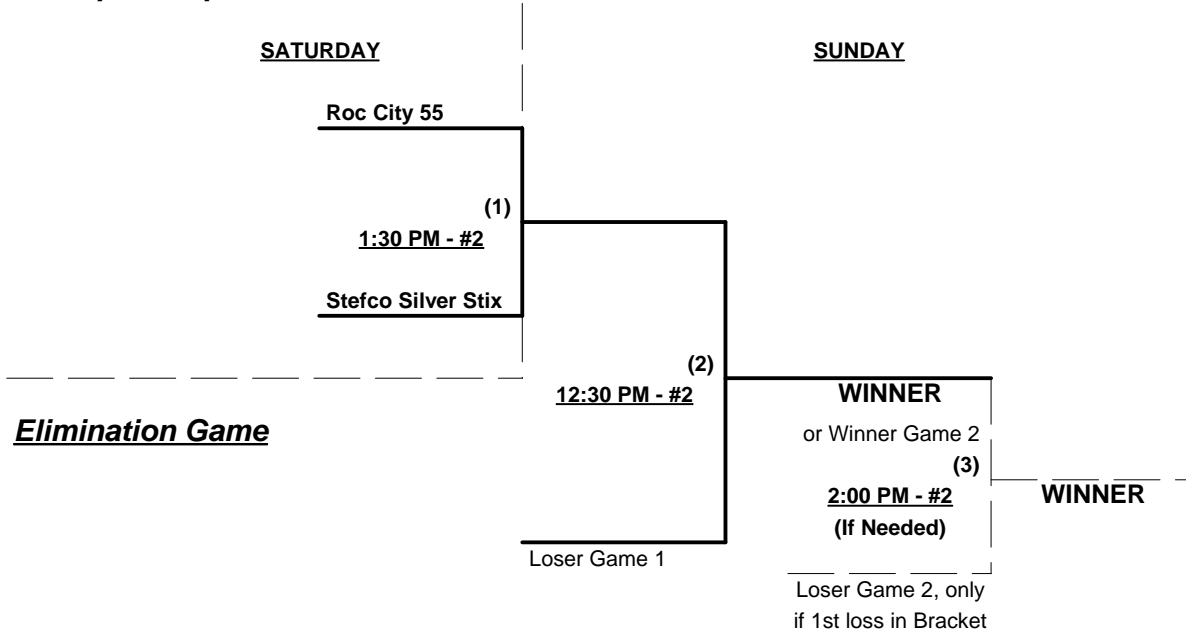 SATURDAY
SUNDAY
Roc City 55
(1)
1:30 PM - #2
Stefco Silver Stix
(2)
12:30 PM - #2
WINNER
Elimination Game
or Winner Game 2
(3)
2:00 PM - #2
WINNER
(If Needed)
Loser Game 1
Loser Game 2, only
if 1st loss in Bracket